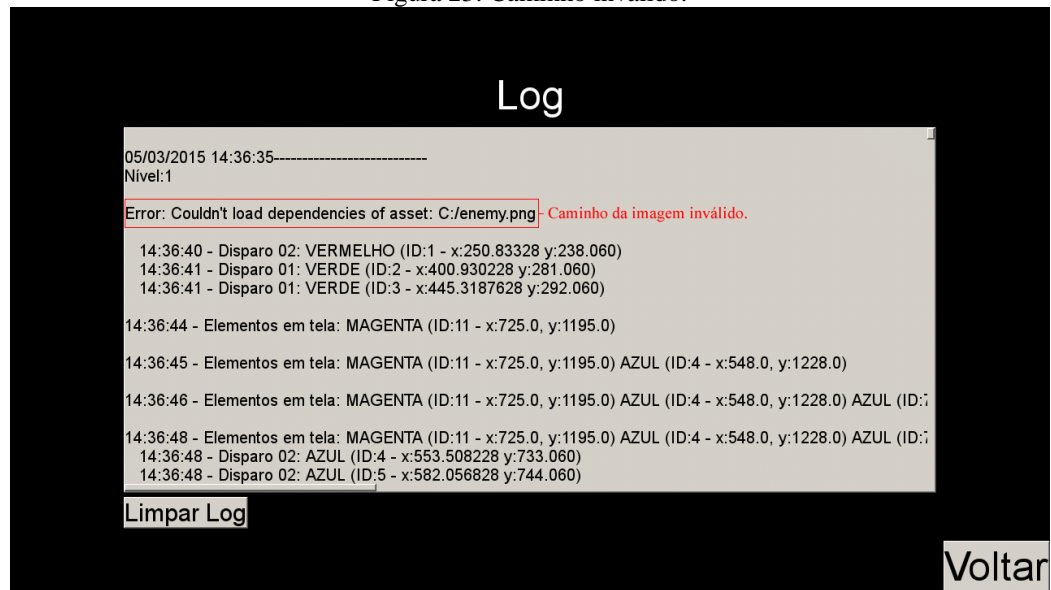 Figura 25: Caminho inválido.
Log
05/03/2015 14:36:35---------------------------
Nível:1
Error: Couldn't load dependencies of asset: C:/enemy.png - Caminho da imagem inválido.
14:36:40 - Disparo 02: VERMELHO (ID:1 - x:250.83328 y:238.060)
14:36:41 - Disparo 01: VERDE (ID:2 - x:400.930228 y:281.060)
14:36:41 - Disparo 01: VERDE (ID:3 - x:445.3187628 y:292.060)
14:36:44 - Elementos em tela: MAGENTA (ID:11 - x:725.0, y:1195.0)
14:36:45 - Elementos em tela: MAGENTA (ID:11 - x:725.0, y:1195.0) AZUL (ID:4 - x:548.0, y:1228.0)
14:36:46 - Elementos em tela: MAGENTA (ID:11 - x:725.0, y:1195.0) AZUL (ID:4 - x:548.0, y:1228.0) AZUL (ID:
14:36:48 - Elementos em tela: MAGENTA (ID:11 - x:725.0, y:1195.0) AZUL (ID:4 - x:548.0, y:1228.0) AZUL (ID:
14:36:48 - Disparo 02: AZUL (ID:4 - x:553.508228 y:733.060)
14:36:48 - Disparo 02: AZUL (ID:5 - x:582.056828 y:744.060)
Limpar Log
Voltar